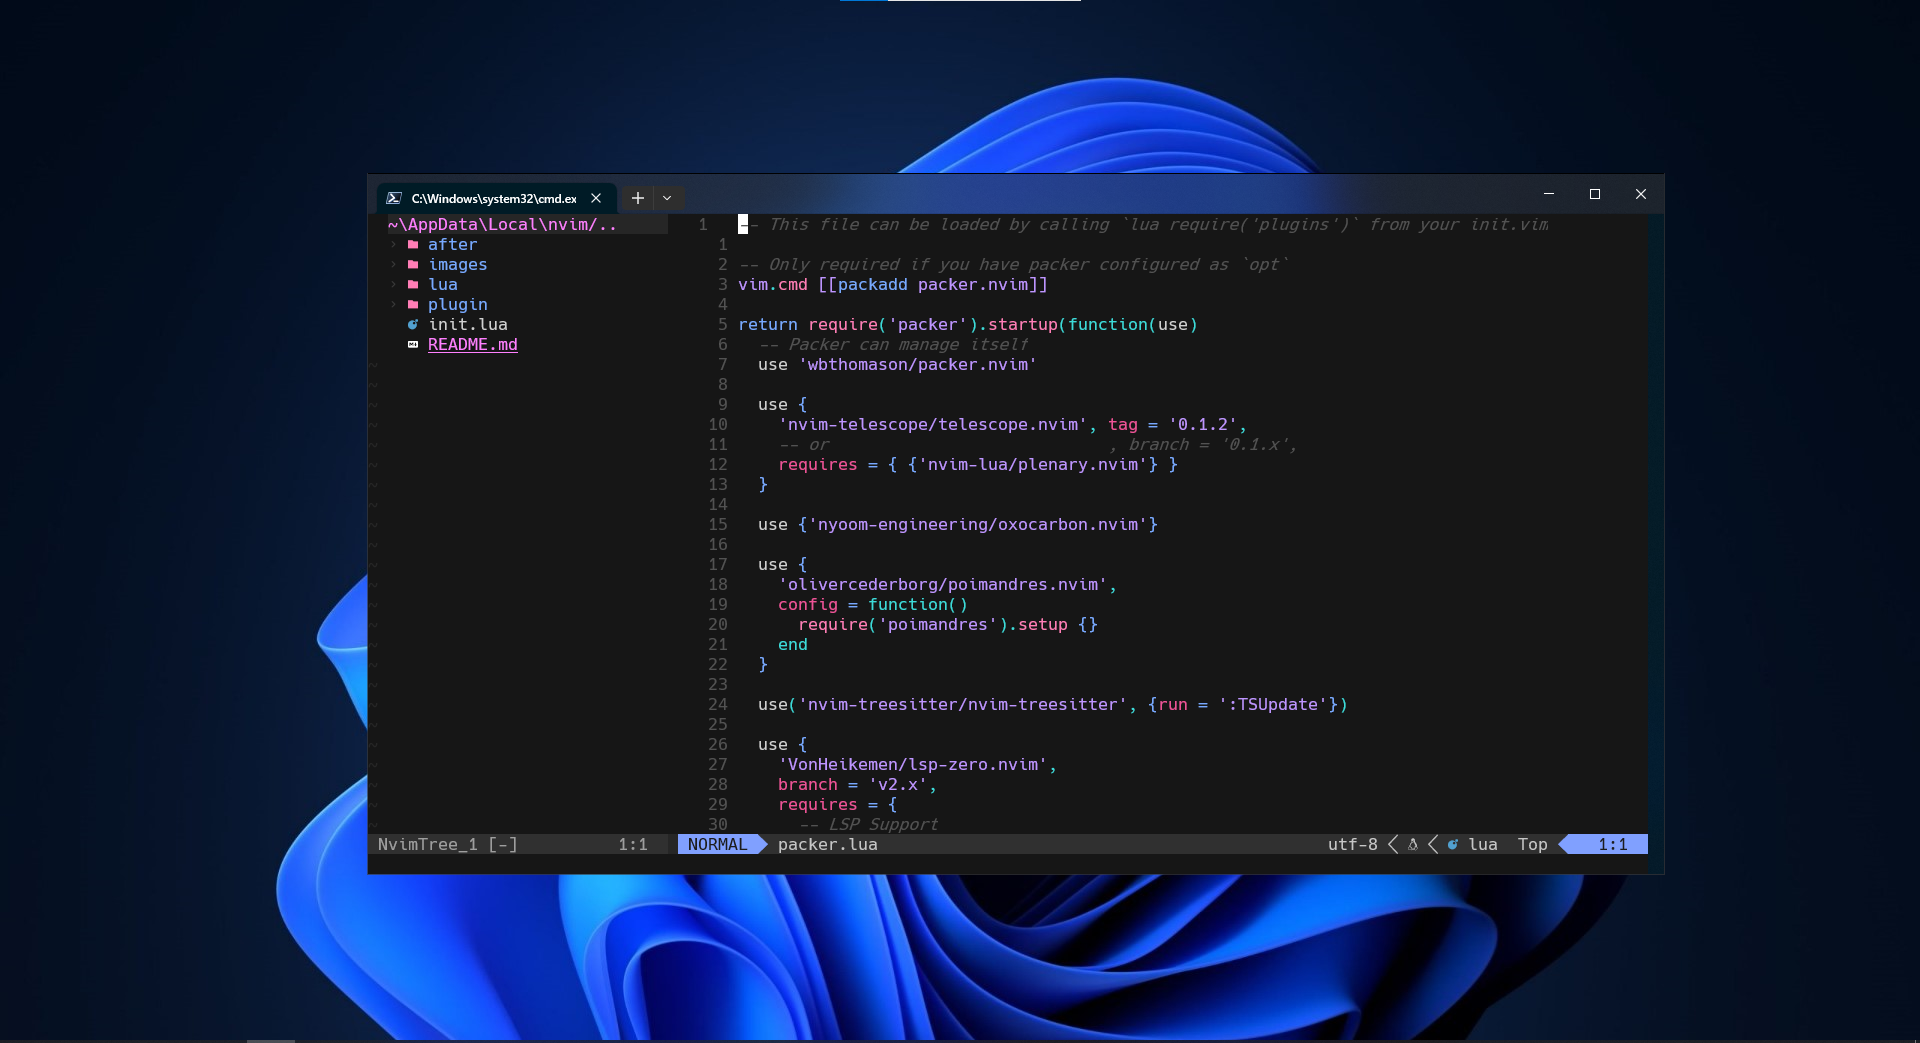 C:\Windows\system32\cmd.ex
~\AppData\Local\nvim/..
after
images
lua
plugin
init.lua
README.md
1 -- This file can be loaded by calling `lua require('plugins')` from your init.vim
1
2 -- Only required if you have packer configured as `opt`
3 vim.cmd [[packadd packer.nvim]]
4
5 return require('packer').startup(function(use)
6 -- Packer can manage itself
7 use 'wbthomason/packer.nvim'
8
9 use {
10 'nvim-telescope/telescope.nvim', tag = '0.1.2',
11 -- or , branch = '0.1.x',
12 requires = { {'nvim-lua/plenary.nvim'} }
13 }
14
15 use {'nyoom-engineering/oxocarbon.nvim'}
16
17 use {
18 'olivercederborg/poimandres.nvim',
19 config = function()
20 require('poimandres').setup {}
21 end
22 }
23
24 use('nvim-treesitter/nvim-treesitter', {run = ':TSUpdate'})
25
26 use {
27 'VonHeikemen/lsp-zero.nvim',
28 branch = 'v2.x',
29 requires = {
30 -- LSP Support
NvimTree_1 [-] 1:1 NORMAL packer.lua utf-8 lua Top 1:1